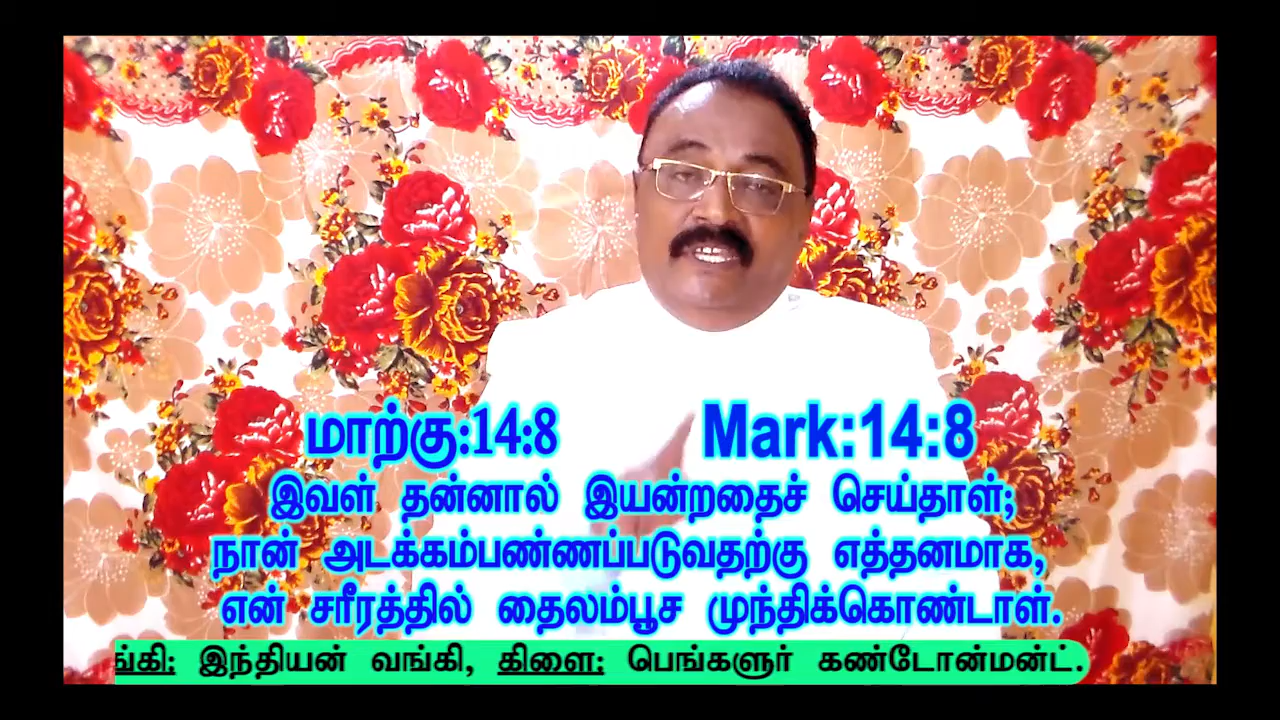 மாற்கு:14:8 Mark:14:8
இவள் தன்னால் இயன்றதைச் செய்தாள்;
நான் அடக்கம்பண்ணப்படுவதற்கு எத்தனமாக,
என் சரீரத்தில் தைலம்பூச முந்திக்கொண்டாள்.
ங்கி: இந்தியன் வங்கி, கிளை: பெங்களுர் கண்டோன்மன்ட்.